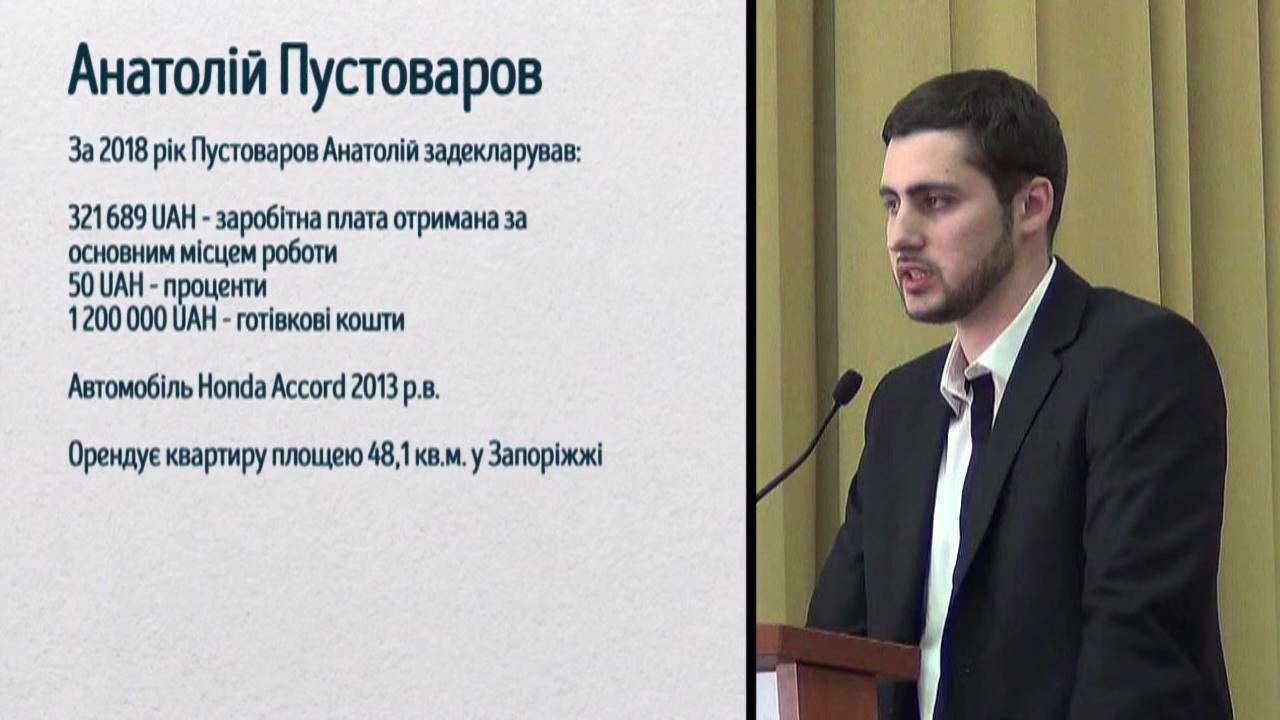 Анатолій Пустоваров
За 2018 рік Пустоваров Анатолій задекларував:
321 689 UAH - заробітна плата отримана за
основним місцем роботи
50 UAH - проценти
1 200 000 UAH - готівкові кошти
Автомобіль Honda Accord 2013 р.в.
Орендує квартиру площею 48,1 кв.м. у Запоріжжі